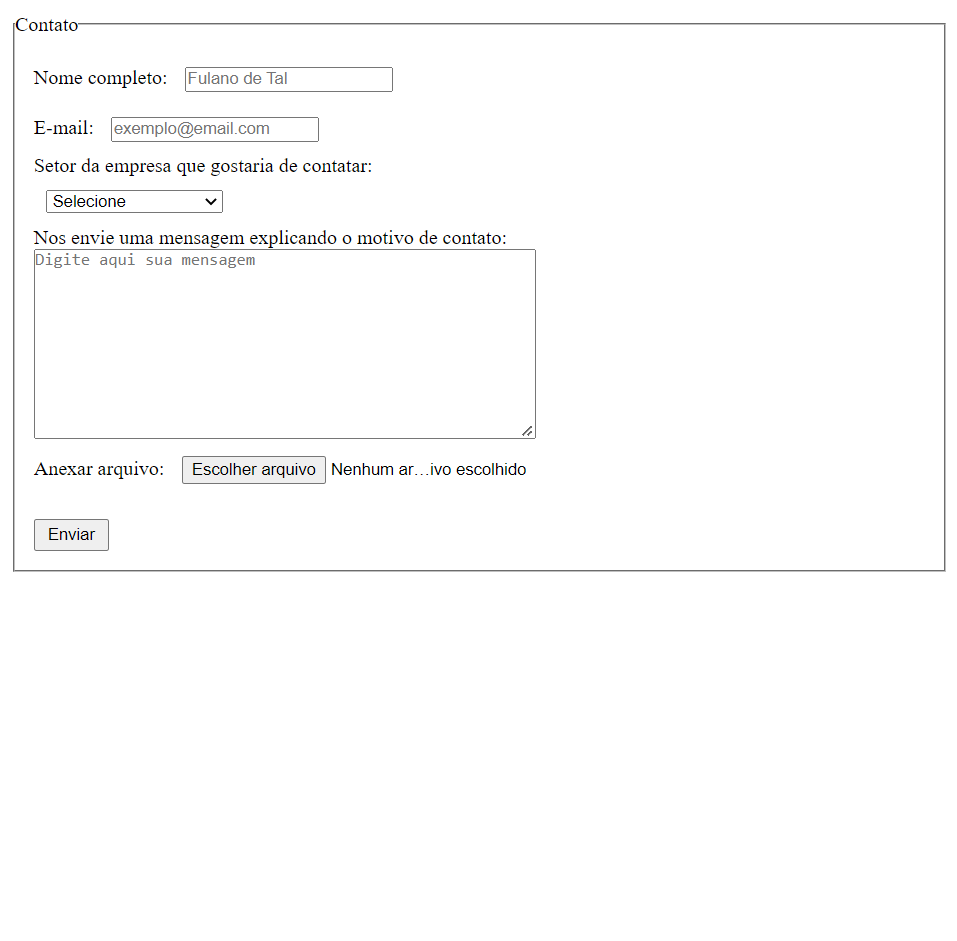 Contato
Nome completo: Fulano de Tal
E-mail: exemplo@email.com
Setor da empresa que gostaria de contatar:
Selecione
Nos envie uma mensagem explicando o motivo de contato:
Digite aqui sua mensagem
Anexar arquivo: Escolher arquivo Nenhum ar…ivo escolhido
Enviar